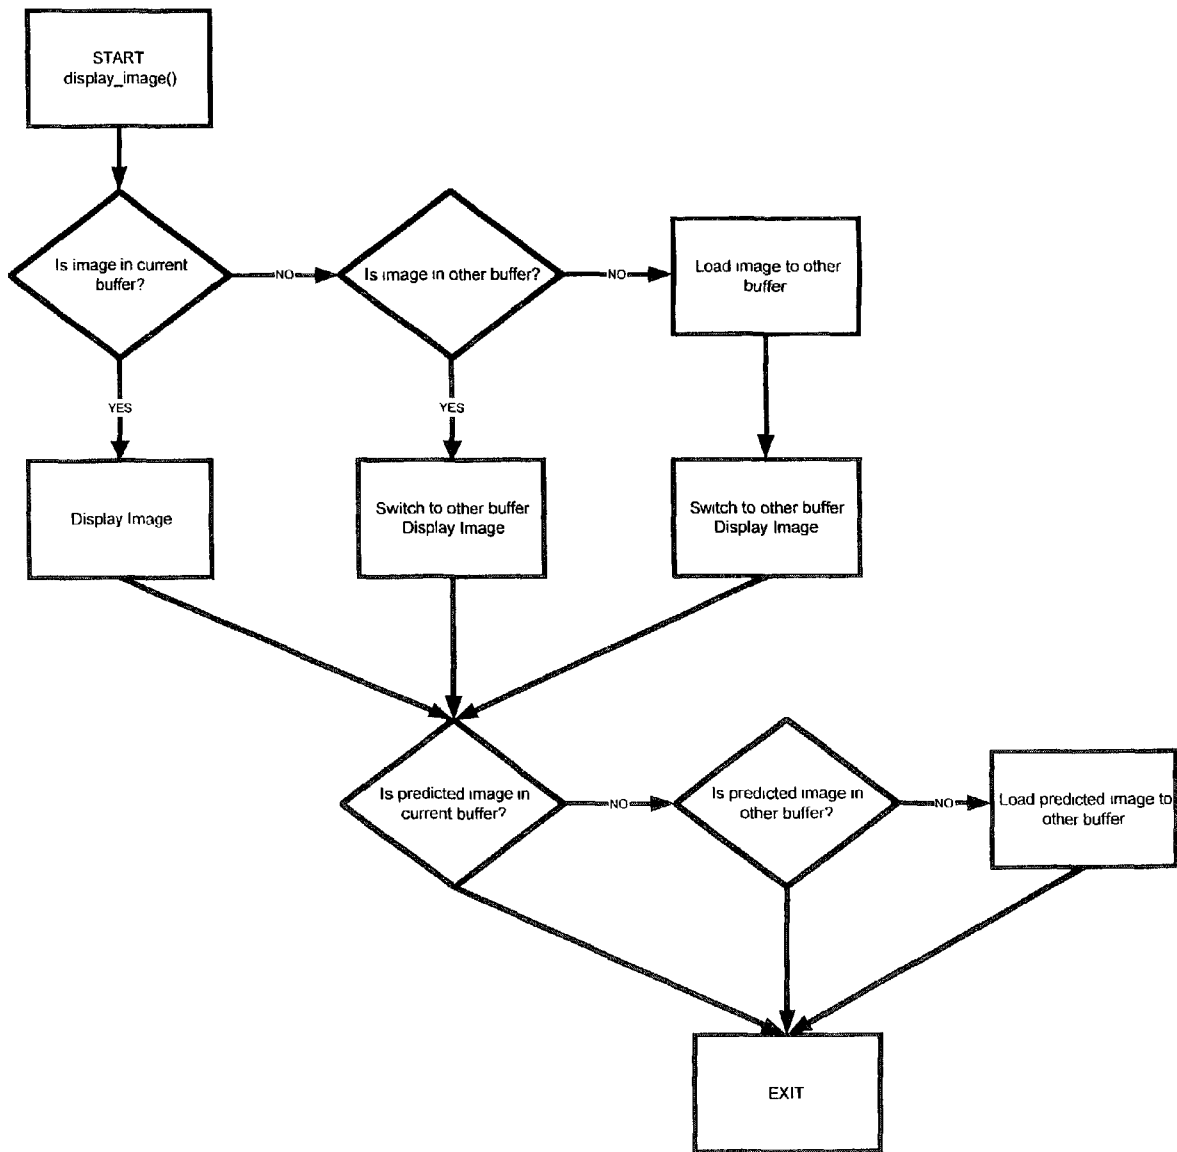 START
display_image()
Is image in current
buffer?
NO
Is image in other buffer?
NO
Load image to other
buffer
YES
YES
Display Image
Switch to other buffer
Display Image
Switch to other buffer
Display Image
Is predicted image in
current buffer?
NO
Is predicted image in
other buffer?
NO
Load predicted image to
other buffer
EXIT